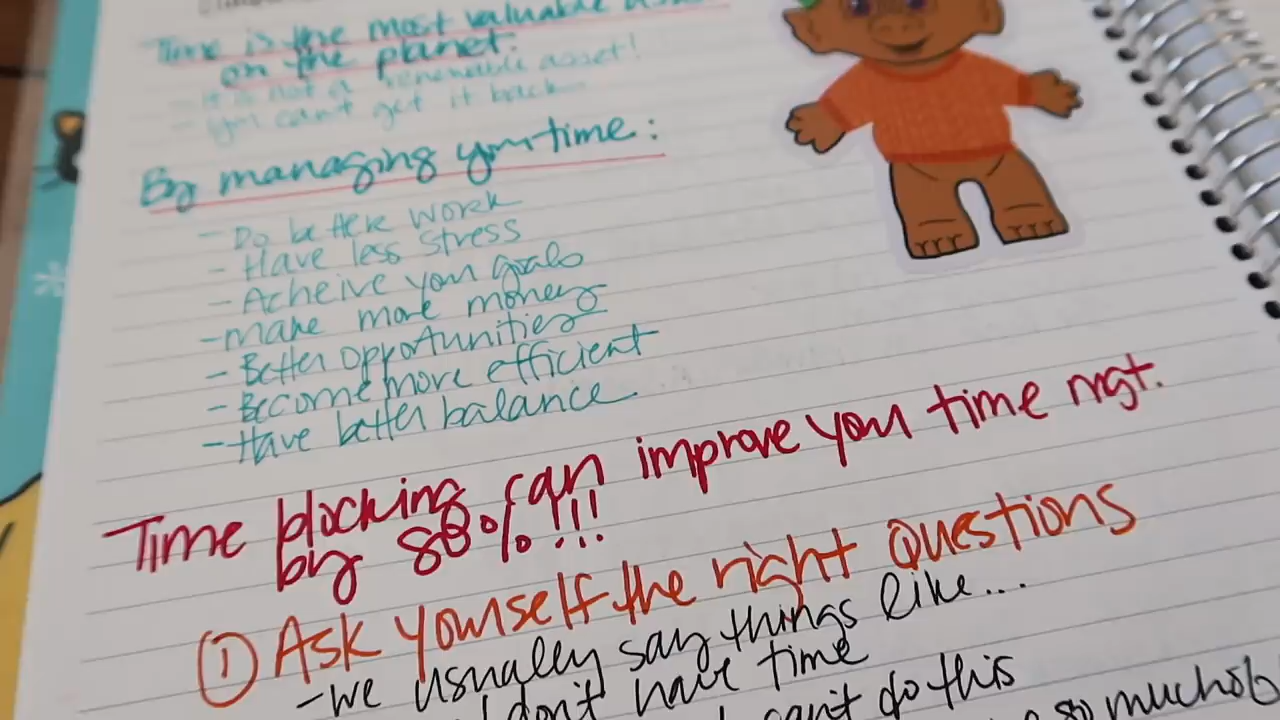 Time is the most valuable
on the planet.
- It is not a renewable asset!
- You can't get it back
By managing your time:
- Do better work
- Have less stress
- Acheive your goals
- Make more money
- Better opportunities
- Become more efficient
- Have better balance
Time blocking can improve your time mgt.
by 80%!!!
① Ask yourself the right questions
- We usually say things like...
I don't have time
can't do this
so much